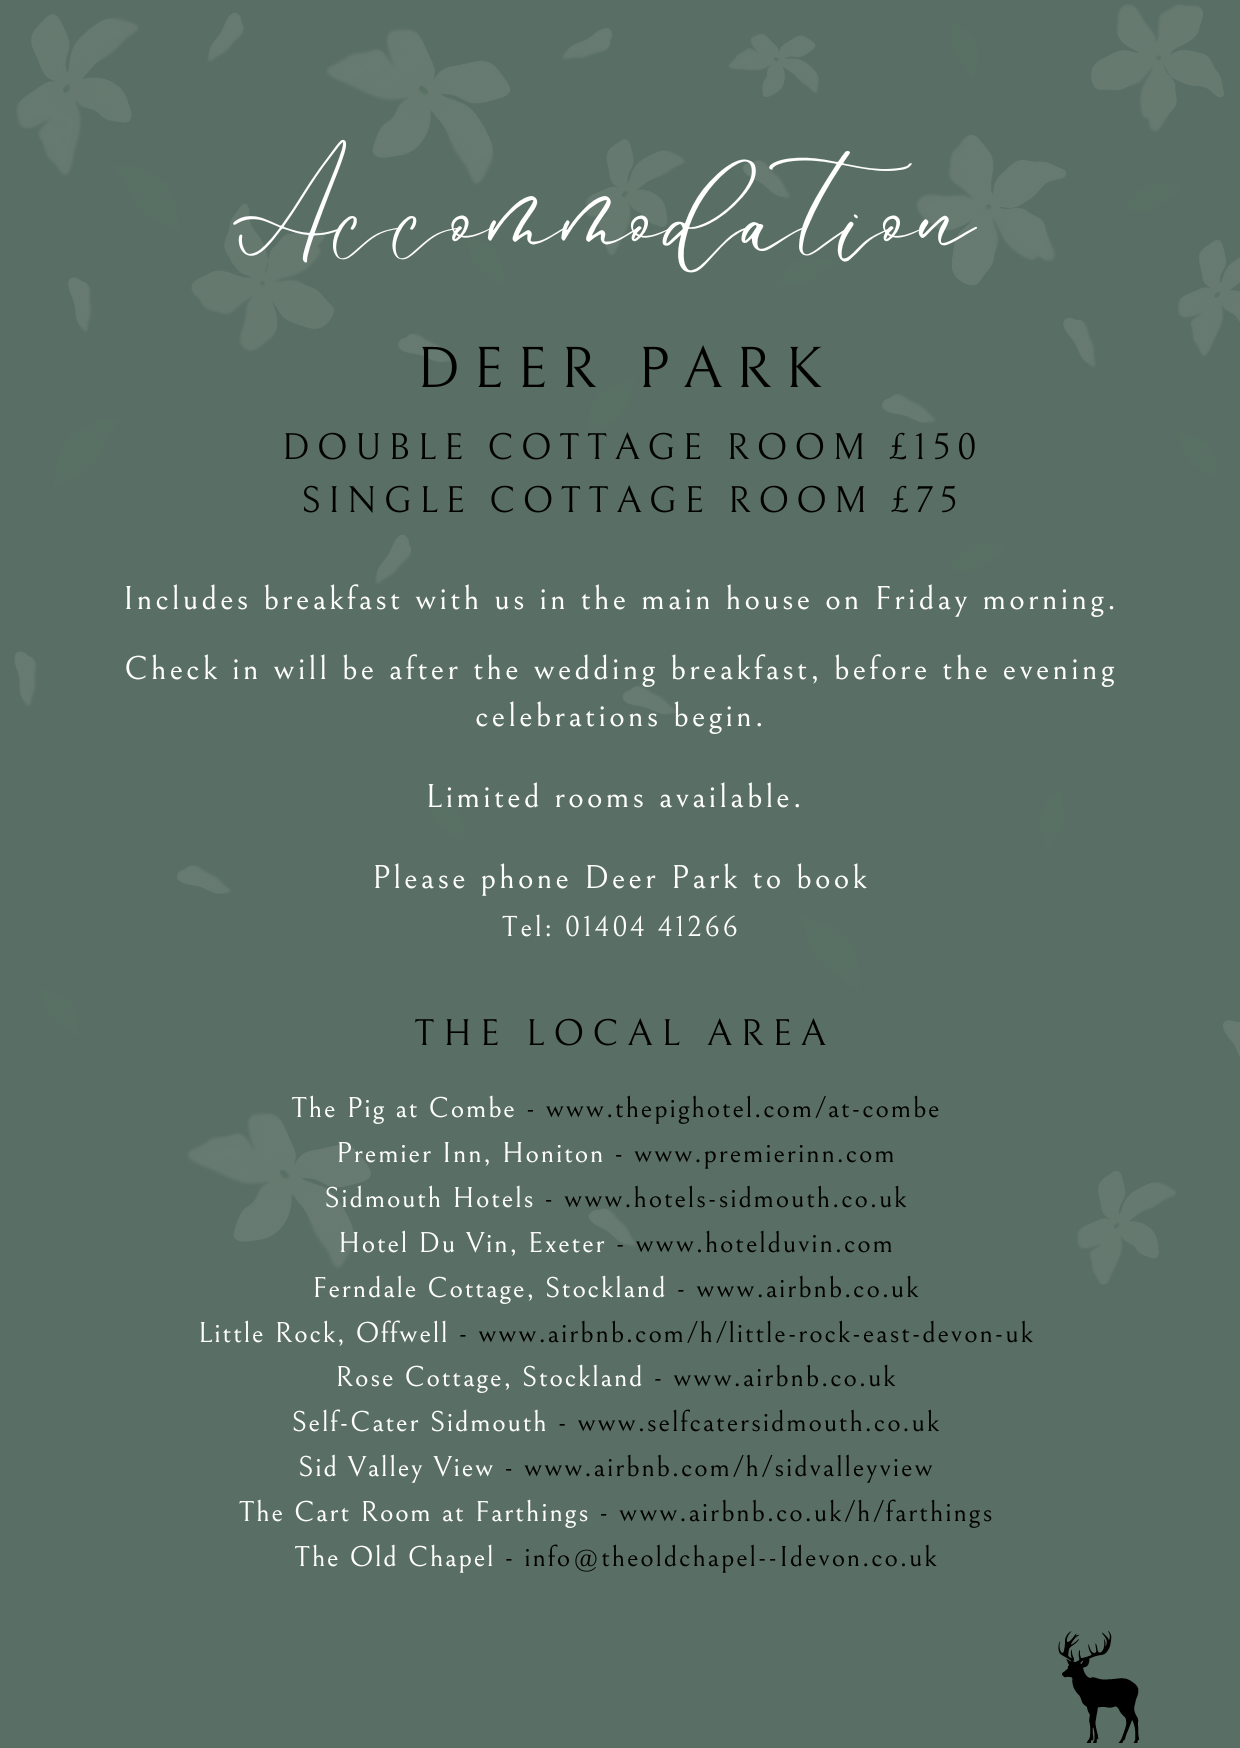 Accommodation
DEER PARK
DOUBLE COTTAGE ROOM £150
SINGLE COTTAGE ROOM £75
Includes breakfast with us in the main house on Friday morning.
Check in will be after the wedding breakfast, before the evening
celebrations begin.
Limited rooms available.
Please phone Deer Park to book
Tel: 01404 41266
THE LOCAL AREA
The Pig at Combe - www.thepighotel.com/at-combe
Premier Inn, Honiton - www.premierinn.com
Sidmouth Hotels - www.hotels-sidmouth.co.uk
Hotel Du Vin, Exeter - www.hotelduvin.com
Ferndale Cottage, Stockland - www.airbnb.co.uk
Little Rock, Offwell - www.airbnb.com/h/little-rock-east-devon-uk
Rose Cottage, Stockland - www.airbnb.co.uk
Self-Cater Sidmouth - www.selfcatersidmouth.co.uk
Sid Valley View - www.airbnb.com/h/sidvalleyview
The Cart Room at Farthings - www.airbnb.co.uk/h/farthings
The Old Chapel - info@theoldchapel--Idevon.co.uk